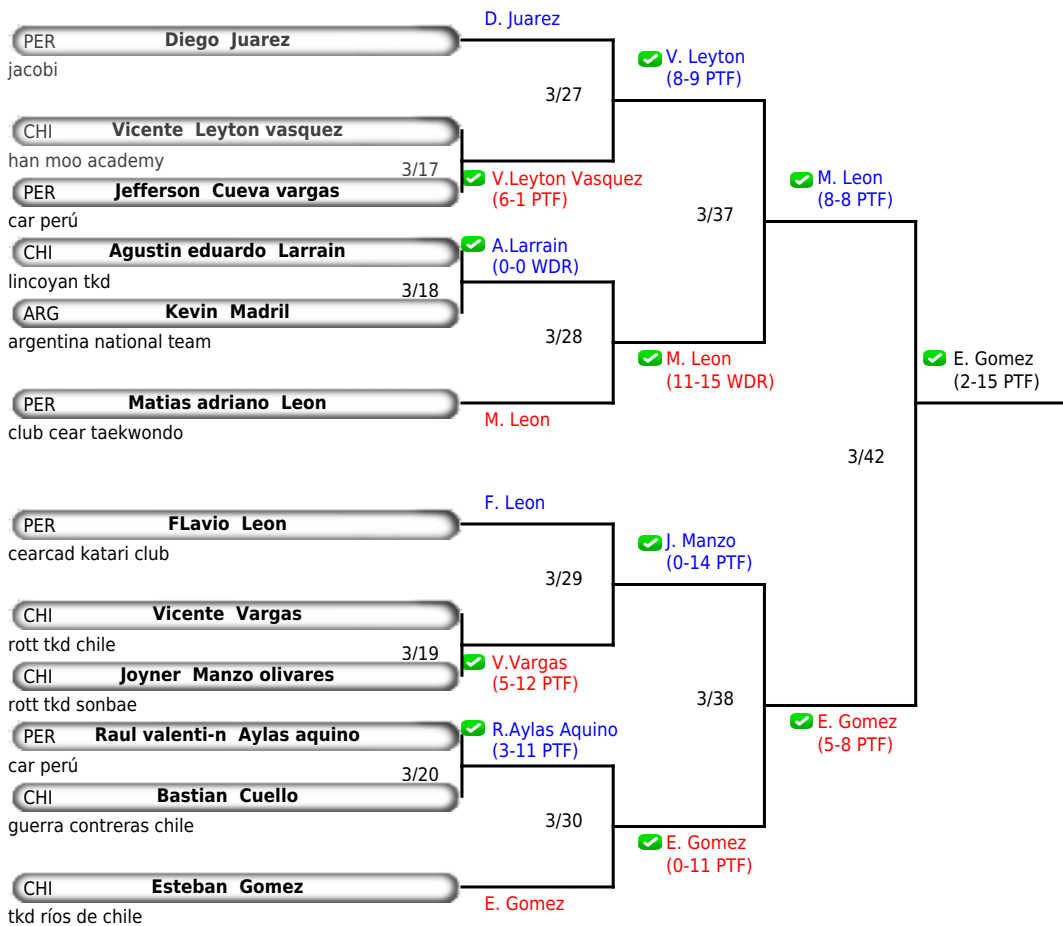 D. Juarez
PER Diego Juarez
jacobi
V. Leyton
(8-9 PTF)
3/27
CHI Vicente Leyton vasquez
han moo academy
3/17
PER Jefferson Cueva vargas
car perú
V.Leyton Vasquez
(6-1 PTF)
M. Leon
(8-8 PTF)
3/37
CHI Agustin eduardo Larrain
lincoyan tkd
A.Larrain
(0-0 WDR)
3/18
ARG Kevin Madril
argentina national team
3/28
M. Leon
(11-15 WDR)
E. Gomez
(2-15 PTF)
PER Matias adriano Leon
club cear taekwondo
M. Leon
3/42
F. Leon
PER FLavio Leon
cearcad katari club
J. Manzo
(0-14 PTF)
3/29
CHI Vicente Vargas
rott tkd chile
3/19
CHI Joyner Manzo olivares
rott tkd sonbae
V.Vargas
(5-12 PTF)
3/38
E. Gomez
(5-8 PTF)
PER Raul valenti-n Aylas aquino
car perú
R.Aylas Aquino
(3-11 PTF)
3/20
CHI Bastian Cuello
guerra contreras chile
3/30
E. Gomez
(0-11 PTF)
CHI Esteban Gomez
tkd ríos de chile
E. Gomez